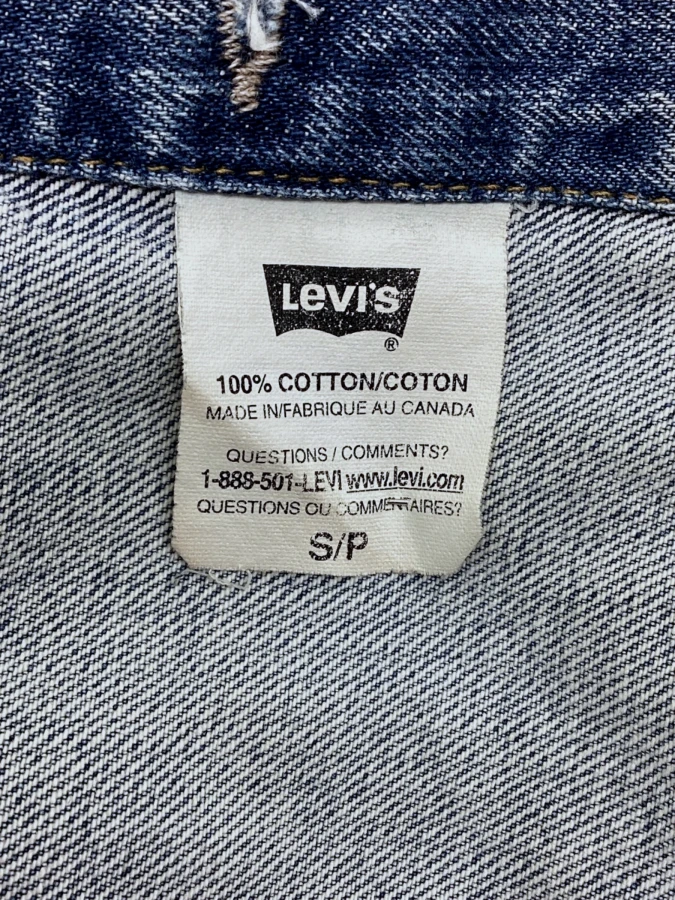 Levi's
®
100% COTTON/COTON
MADE IN/FABRIQUE AU CANADA
QUESTIONS / COMMENTS?
1-888-501-LEVI www.levi.com
QUESTIONS OU COMMENTAIRES?
S/P